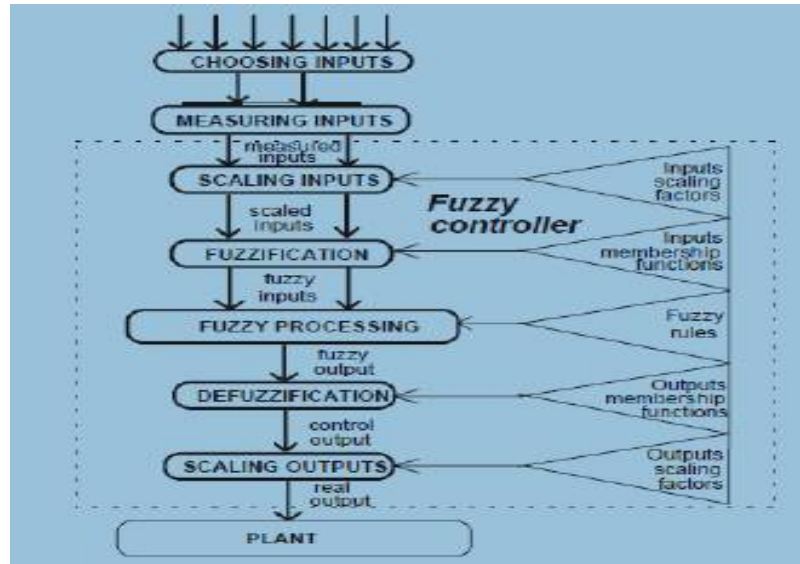 CHOOSING INPUTS
MEASURING INPUTS
measured
inputs
SCALING INPUTS
Inputs
scaling
factors
scaled
inputs
Fuzzy
controller
FUZZIFICATION
Inputs
membership
functions
fuzzy
inputs
FUZZY PROCESSING
Fuzzy
rules
fuzzy
output
DEFUZZIFICATION
Outputs
membership
functions
control
output
SCALING OUTPUTS
Outputs
scaling
factors
real
output
PLANT